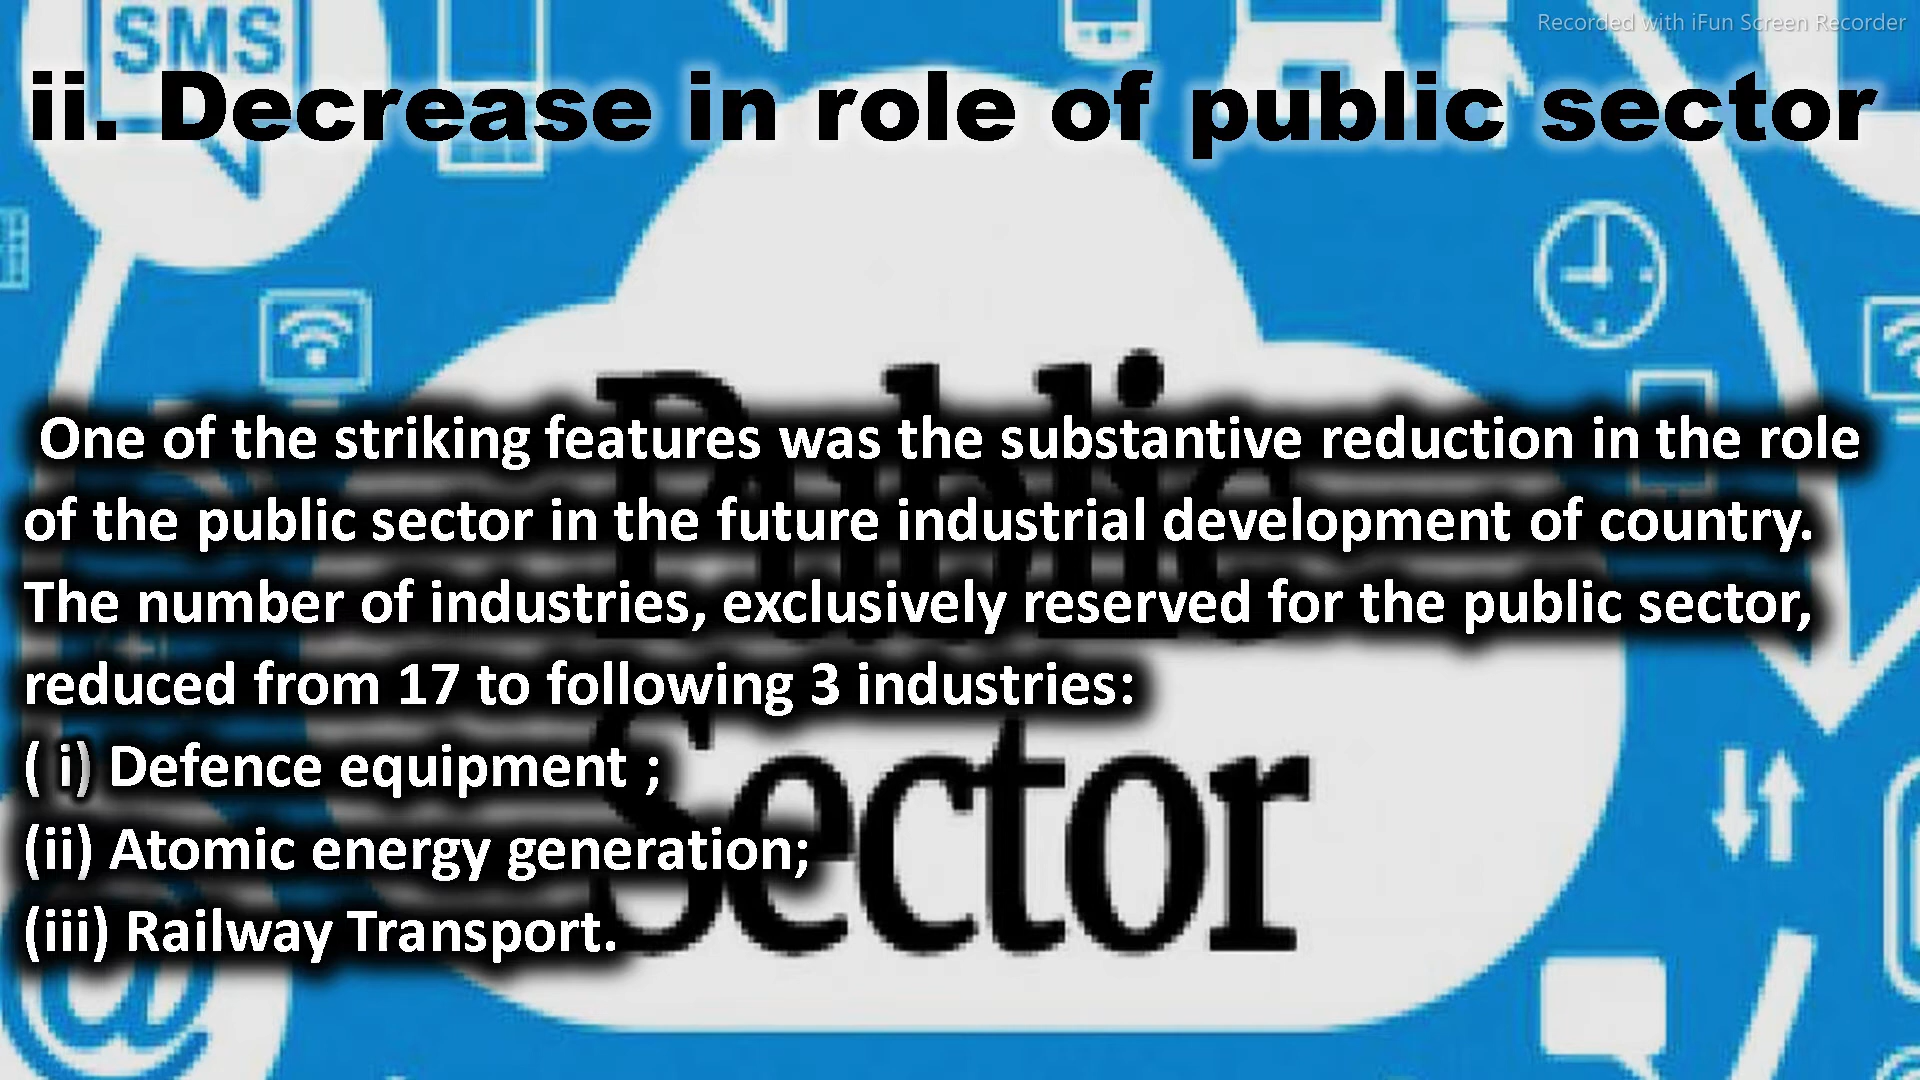 Recorded with iFun Screen Recorder
SMS
ii. Decrease in role of public sector
Public
One of the striking features was the substantive reduction in the role
of the public sector in the future industrial development of country.
The number of industries, exclusively reserved for the public sector,
reduced from 17 to following 3 industries:
( i) Defence equipment ;
(ii) Atomic energy generation;
(iii) Railway Transport.
Sector
@